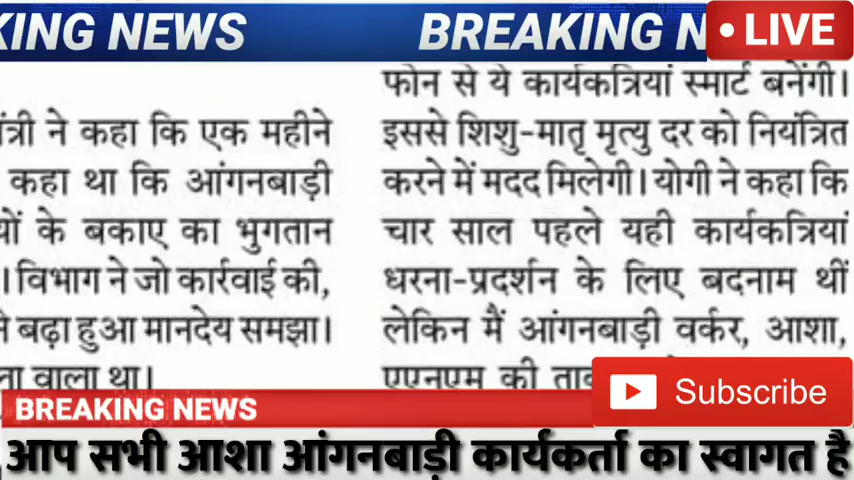 KING NEWS
BREAKING N
LIVE
ंत्री ने कहा कि एक महीने
कहा था कि आंगनबाड़ी
यों के बकाए का भुगतान
। विभाग ने जो कार्रवाई की,
बढ़ा हुआ मानदेय समझा।
वाला था।
फोन से ये कार्यकत्रियां स्मार्ट बनेंगी।
इससे शिशु-मातृ मृत्यु दर को नियंत्रित
करने में मदद मिलेगी। योगी ने कहा कि
चार साल पहले यही कार्यकत्रियां
धरना-प्रदर्शन के लिए बदनाम थीं
लेकिन मैं आंगनबाड़ी वर्कर, आशा,
एएनएम की
Subscribe
BREAKING NEWS
आप सभी आशा आंगनबाड़ी कार्यकर्ता का स्वागत है